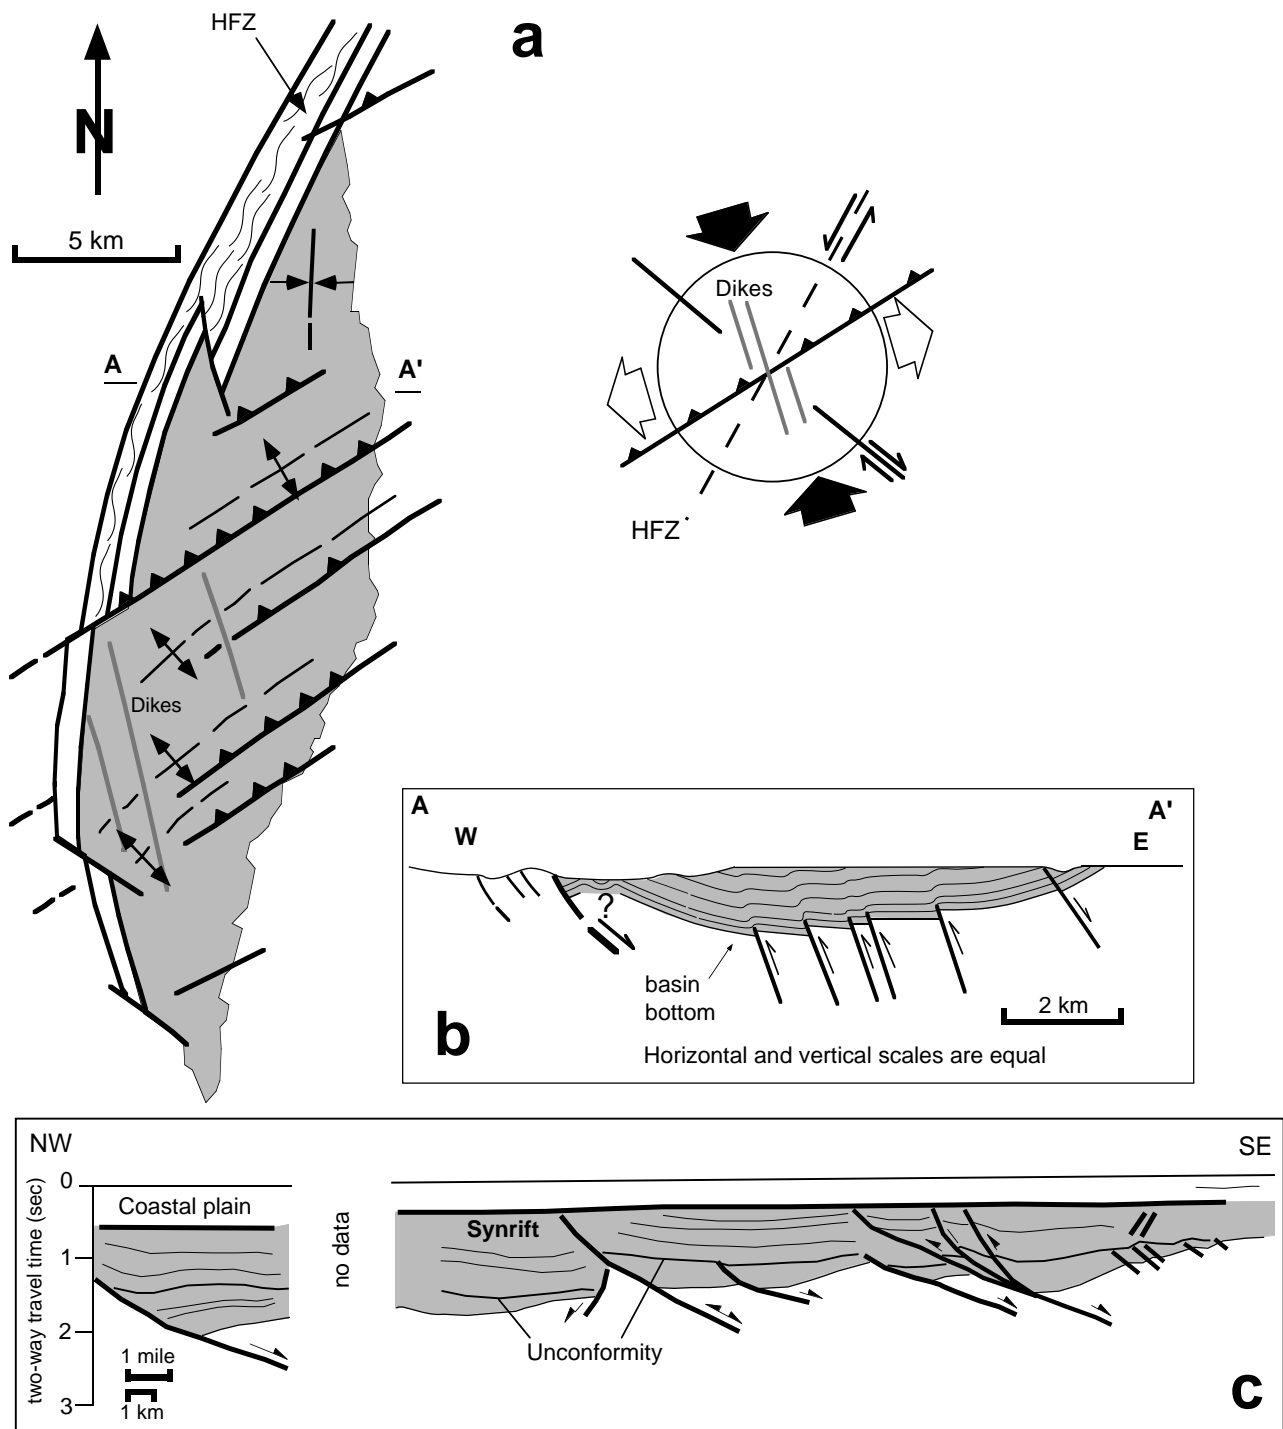 HFZ
a
N
5 km
A
A'
Dikes
Dikes
HFZ
A
W
A'
E
?
basin
bottom
2 km
b
Horizontal and vertical scales are equal
NW
SE
0
Coastal plain
Synrift
1
no data
two-way travel time (sec)
2
Unconformity
1 mile
1 km
3
c